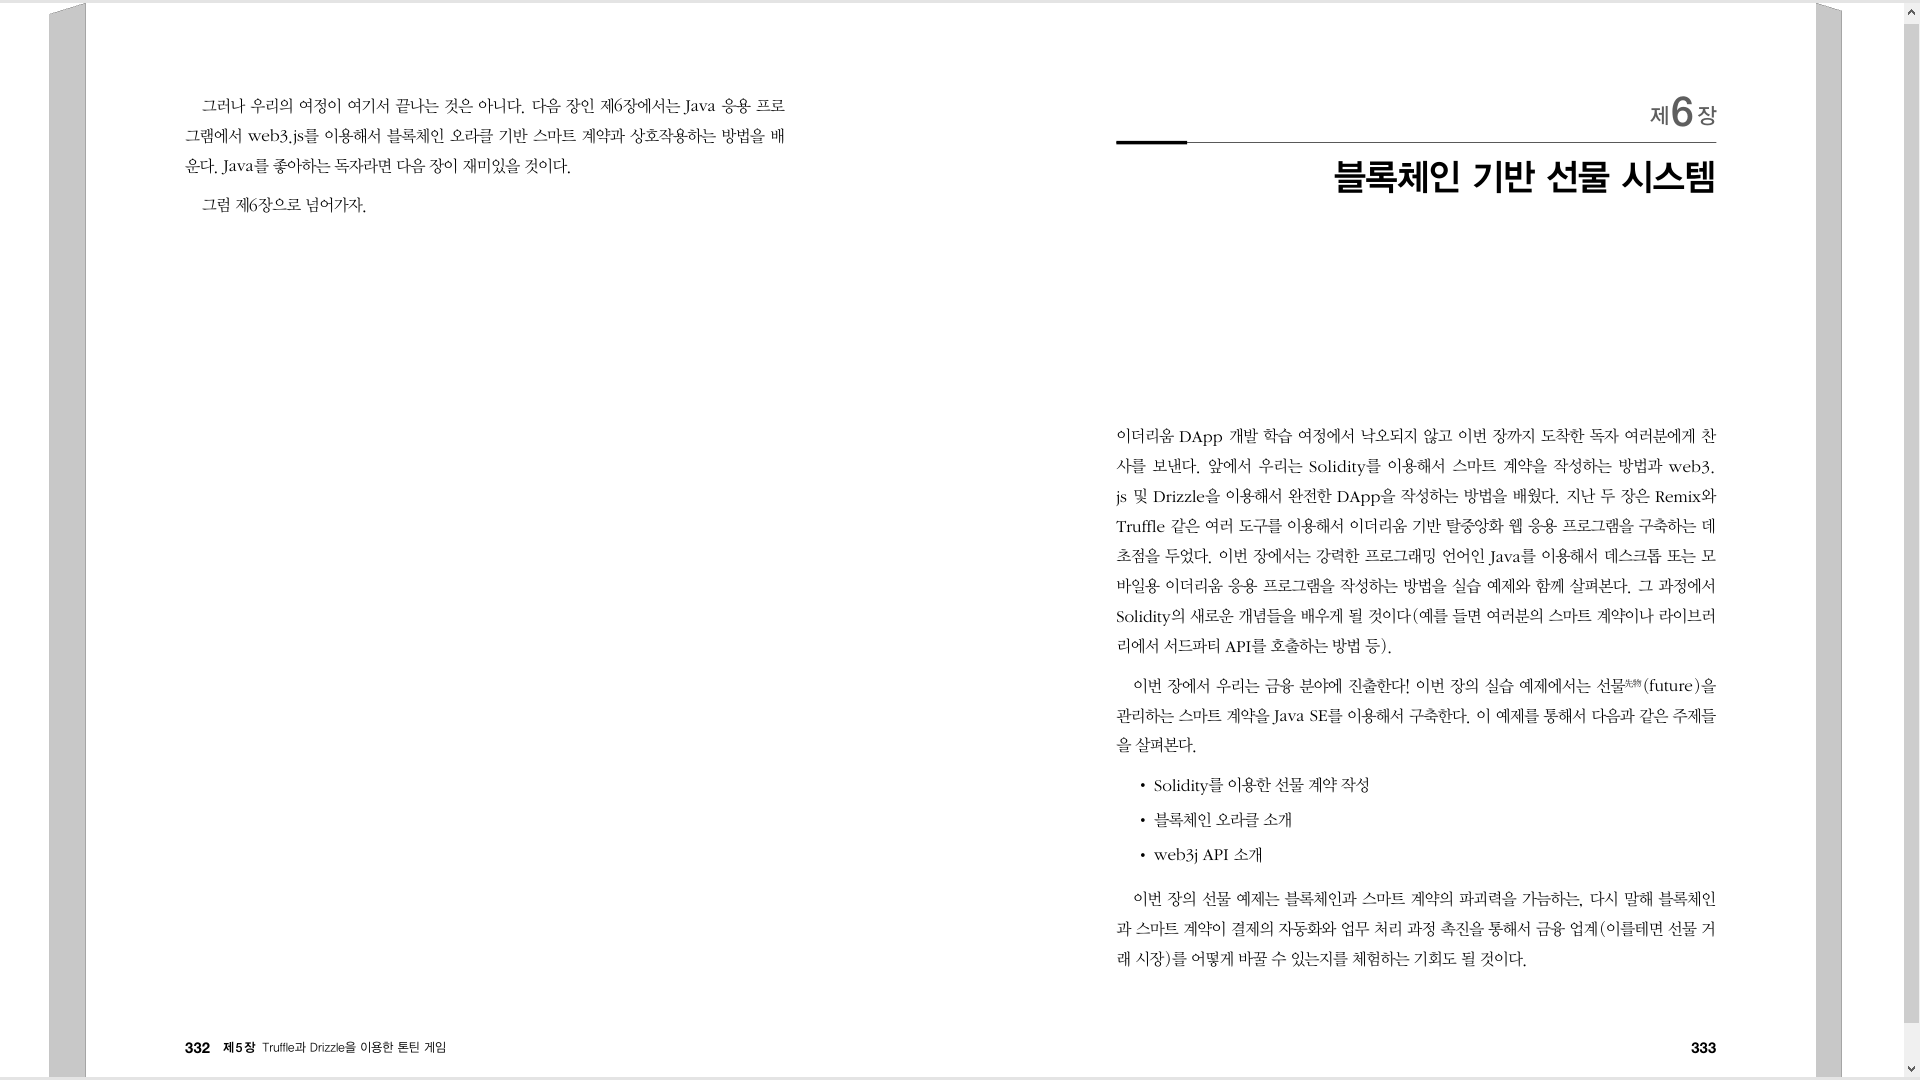 그러나 우리의 여정이 여기서 끝나는 것은 아니다. 다음 장인 제6장에서는 Java 응용 프로
그램에서 web3.js를 이용해서 블록체인 오라클 기반 스마트 계약과 상호작용하는 방법을 배
운다. Java를 좋아하는 독자라면 다음 장이 재미있을 것이다.
그럼 제6장으로 넘어가자.
332 제5장 Truffle과 Drizzle을 이용한 톤틴 게임
제6장
블록체인 기반 선물 시스템
이더리움 DApp 개발 학습 여정에서 낙오되지 않고 이번 장까지 도착한 독자 여러분에게 찬
사를 보낸다. 앞에서 우리는 Solidity를 이용해서 스마트 계약을 작성하는 방법과 web3.
js 및 Drizzle을 이용해서 완전한 DApp을 작성하는 방법을 배웠다. 지난 두 장은 Remix와
Truffle 같은 여러 도구를 이용해서 이더리움 기반 탈중앙화 웹 응용 프로그램을 구축하는 데
초점을 두었다. 이번 장에서는 강력한 프로그래밍 언어인 Java를 이용해서 데스크톱 또는 모
바일용 이더리움 응용 프로그램을 작성하는 방법을 실습 예제와 함께 살펴본다. 그 과정에서
Solidity의 새로운 개념들을 배우게 될 것이다(예를 들면 여러분의 스마트 계약이나 라이브러
리에서 서드파티 API를 호출하는 방법 등).
이번 장에서 우리는 금융 분야에 진출한다! 이번 장의 실습 예제에서는 선물先物(future)을
관리하는 스마트 계약을 Java SE를 이용해서 구축한다. 이 예제를 통해서 다음과 같은 주제들
을 살펴본다.
• Solidity를 이용한 선물 계약 작성
• 블록체인 오라클 소개
• web3j API 소개
이번 장의 선물 예제는 블록체인과 스마트 계약의 파괴력을 가늠하는, 다시 말해 블록체인
과 스마트 계약이 결제의 자동화와 업무 처리 과정 촉진을 통해서 금융 업계(이를테면 선물 거
래 시장)를 어떻게 바꿀 수 있는지를 체험하는 기회도 될 것이다.
333